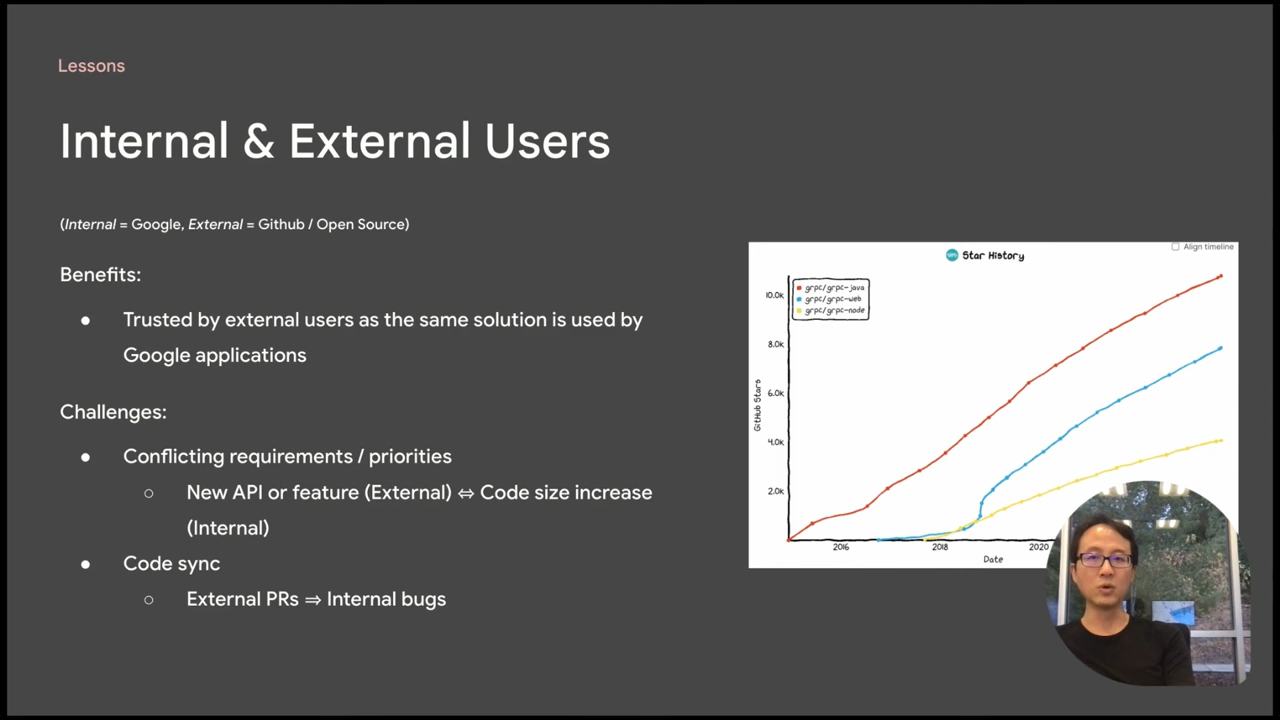 Lessons
Internal & External Users
(Internal = Google, External = Github / Open Source)
Benefits:
● Trusted by external users as the same solution is used by
Google applications
Challenges:
● Conflicting requirements / priorities
○ New API or feature (External) ⇔ Code size increase
(Internal)
● Code sync
○ External PRs ⇒ Internal bugs
Align timeline
Star History
grpc/grpc-java
grpc/grpc-web
grpc/grpc-node
10.0k
8.0k
6.0k
4.0k
2.0k
GitHub Stars
2016
2018
2020
Date